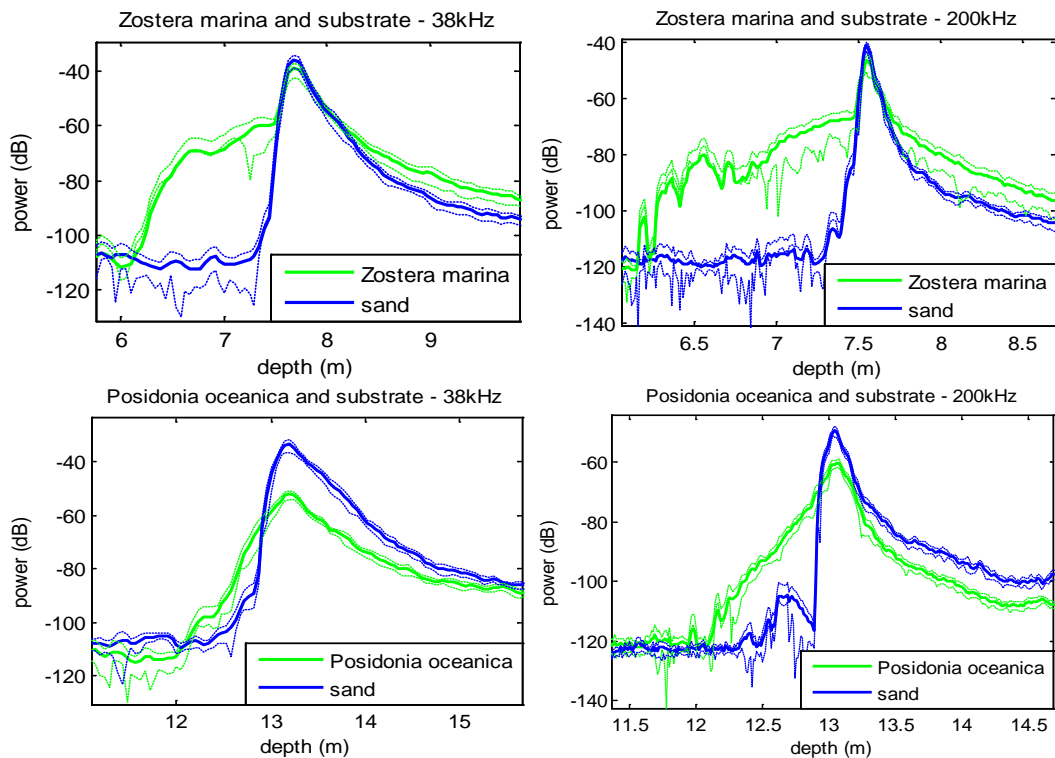 Zostera marina and substrate - 38kHz
-40
-60
-80
-100
-120
power (dB)
Zostera marina
sand
6 7 8 9
depth (m)
Zostera marina and substrate - 200kHz
-40
-60
-80
-100
-120
-140
power (dB)
Zostera marina
sand
6.5 7 7.5 8 8.5
depth (m)
Posidonia oceanica and substrate - 38kHz
-40
-60
-80
-100
-120
power (dB)
Posidonia oceanica
sand
12 13 14 15
depth (m)
Posidonia oceanica and substrate - 200kHz
-60
-80
-100
-120
-140
power (dB)
Posidonia oceanica
sand
11.5 12 12.5 13 13.5 14 14.5
depth (m)